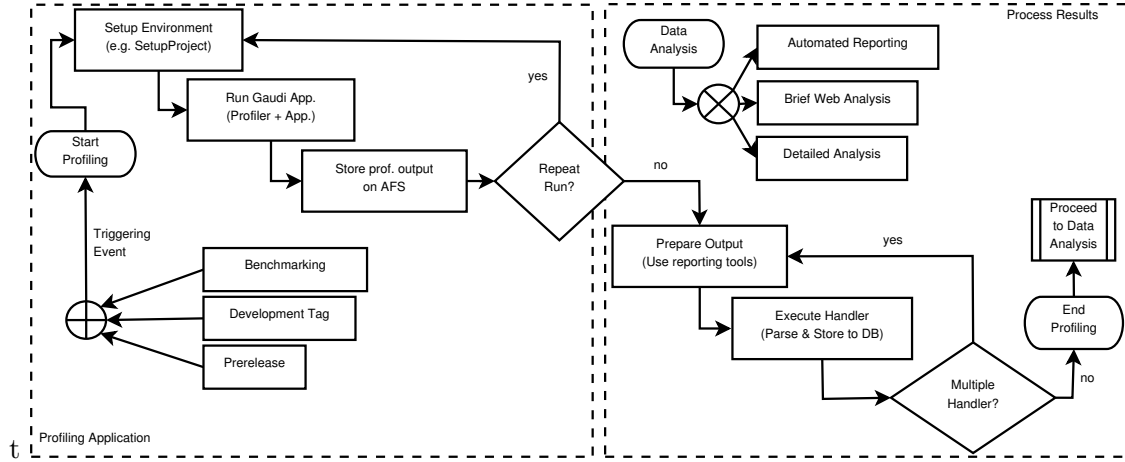 Setup Environment
(e.g. SetupProject)
Run Gaudi App.
(Profiler + App.)
Start
Profiling
Store prof. output
on AFS
yes
Repeat
Run?
no
Triggering
Event
Benchmarking
Development Tag
Prerelease
Profiling Application
t
Process Results
Data
Analysis
Automated Reporting
Brief Web Analysis
Detailed Analysis
Prepare Output
(Use reporting tools)
yes
Execute Handler
(Parse & Store to DB)
Multiple
Handler?
no
End
Profiling
Proceed
to Data
Analysis